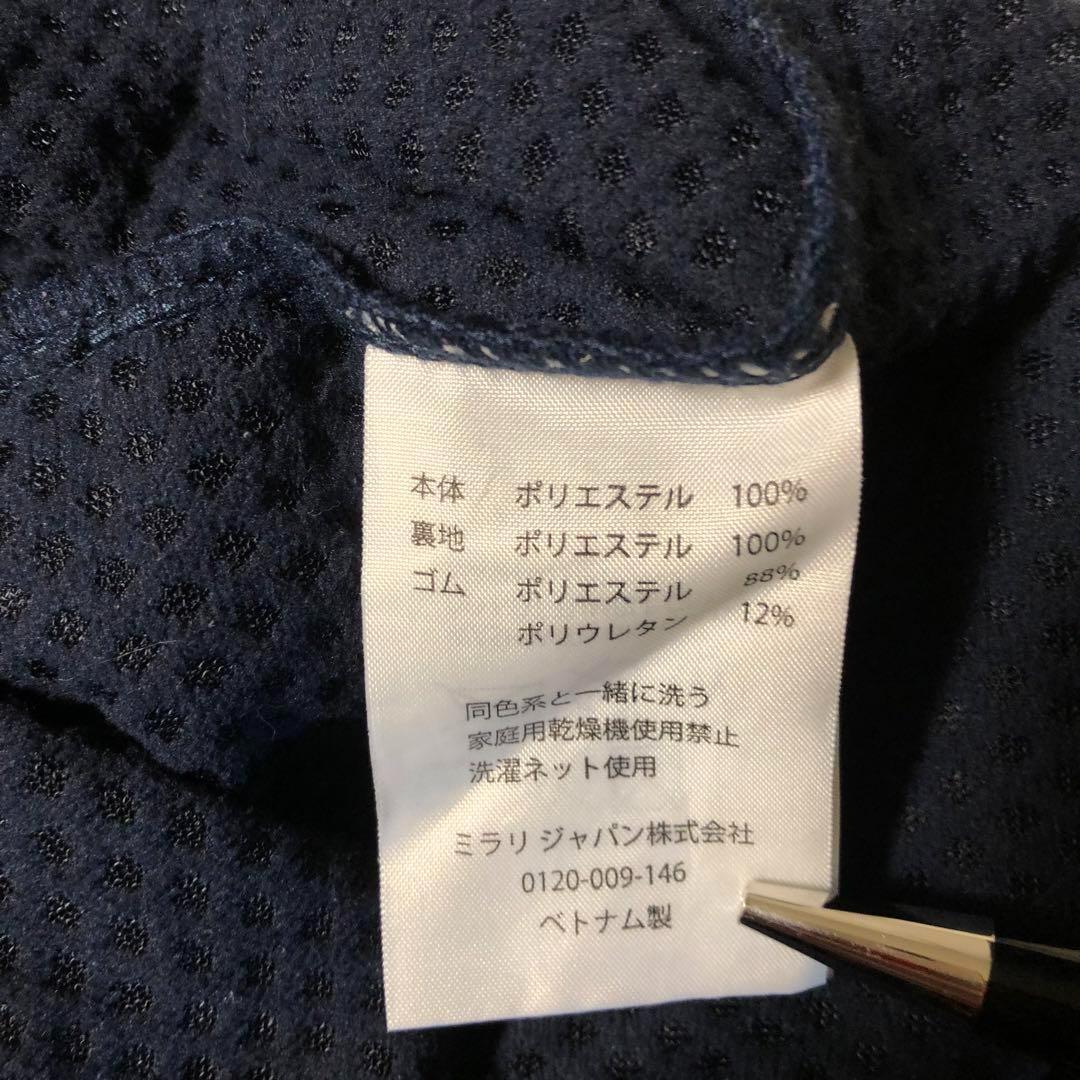 本体 ポリエステル 100%
裏地 ポリエステル 100%
ゴム ポリエステル 88%
ポリウレタン 12%
同色系と一緒に洗う
家庭用乾燥機使用禁止
洗濯ネット使用
ミラリ ジャパン株式会社
0120-009-146
ベトナム製